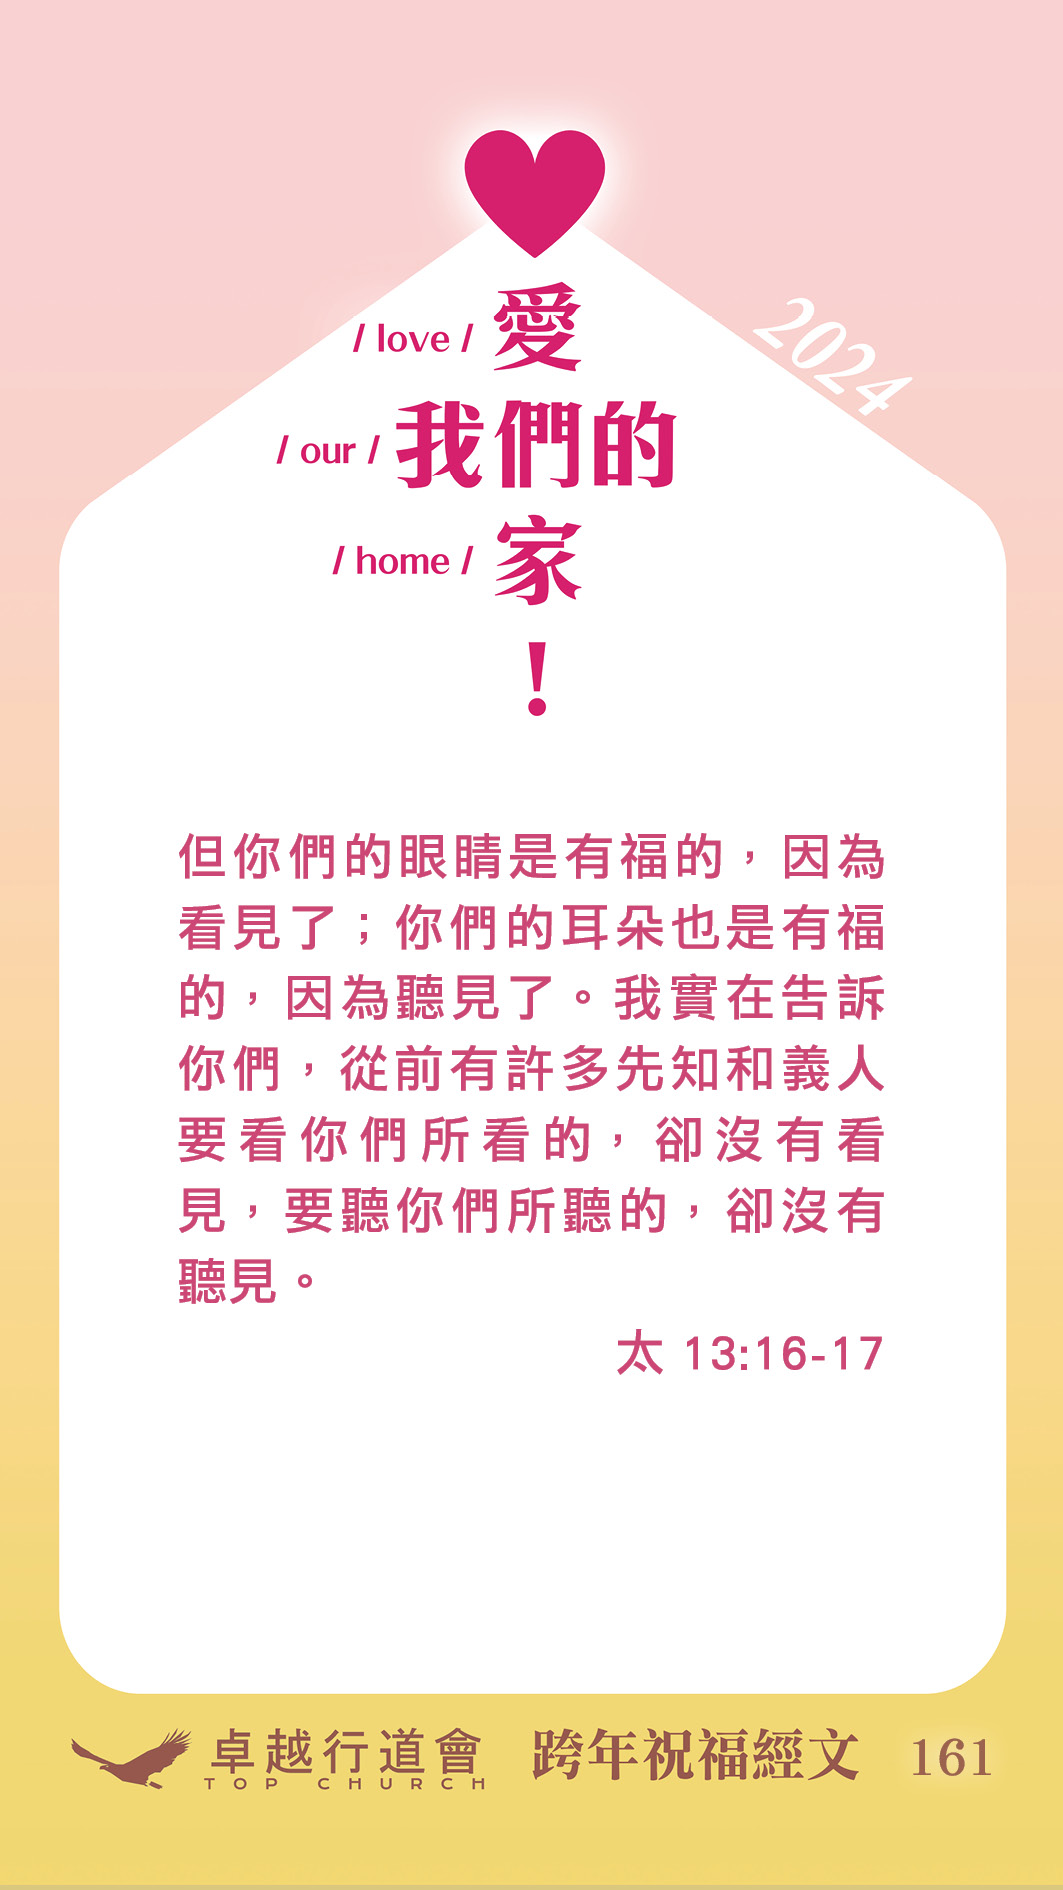 / love / 愛
2024
/ our / 我們的
/ home / 家
！
但你們的眼睛是有福的，因為
看見了；你們的耳朵也是有福
的，因為聽見了。我實在告訴
你們，從前有許多先知和義人
要看你們所看的，卻沒有看
見，要聽你們所聽的，卻沒有
聽見。
太 13:16-17
卓越行道會 跨年祝福經文 161
TOP CHURCH